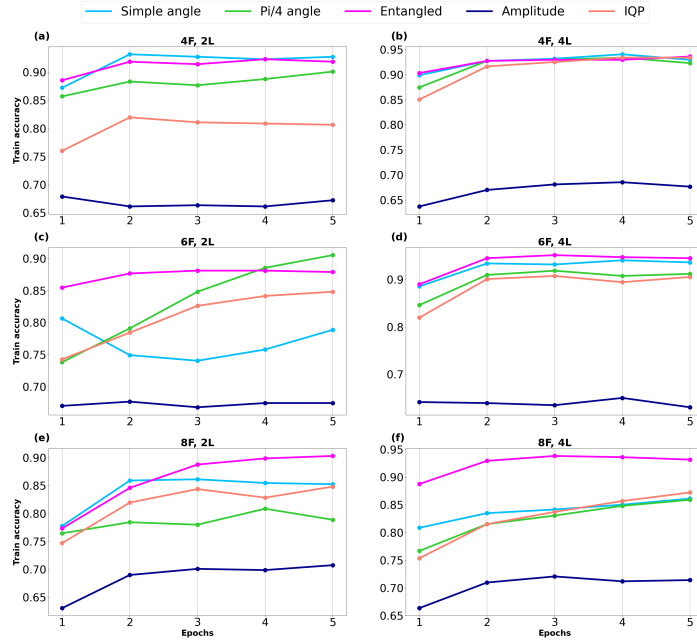 Simple angle Pi/4 angle Entangled Amplitude IQP
(a) 4F, 2L
Train accuracy
0.90
0.85
0.80
0.75
0.70
0.65
1 2 3 4 5
(b) 4F, 4L
0.95
0.90
0.85
0.80
0.75
0.70
0.65
1 2 3 4 5
(c) 6F, 2L
Train accuracy
0.90
0.85
0.80
0.75
0.70
1 2 3 4 5
(d) 6F, 4L
0.9
0.8
0.7
1 2 3 4 5
(e) 8F, 2L
Train accuracy
0.90
0.85
0.80
0.75
0.70
0.65
1 2 3 4 5
Epochs
(f) 8F, 4L
0.95
0.90
0.85
0.80
0.75
0.70
0.65
1 2 3 4 5
Epochs